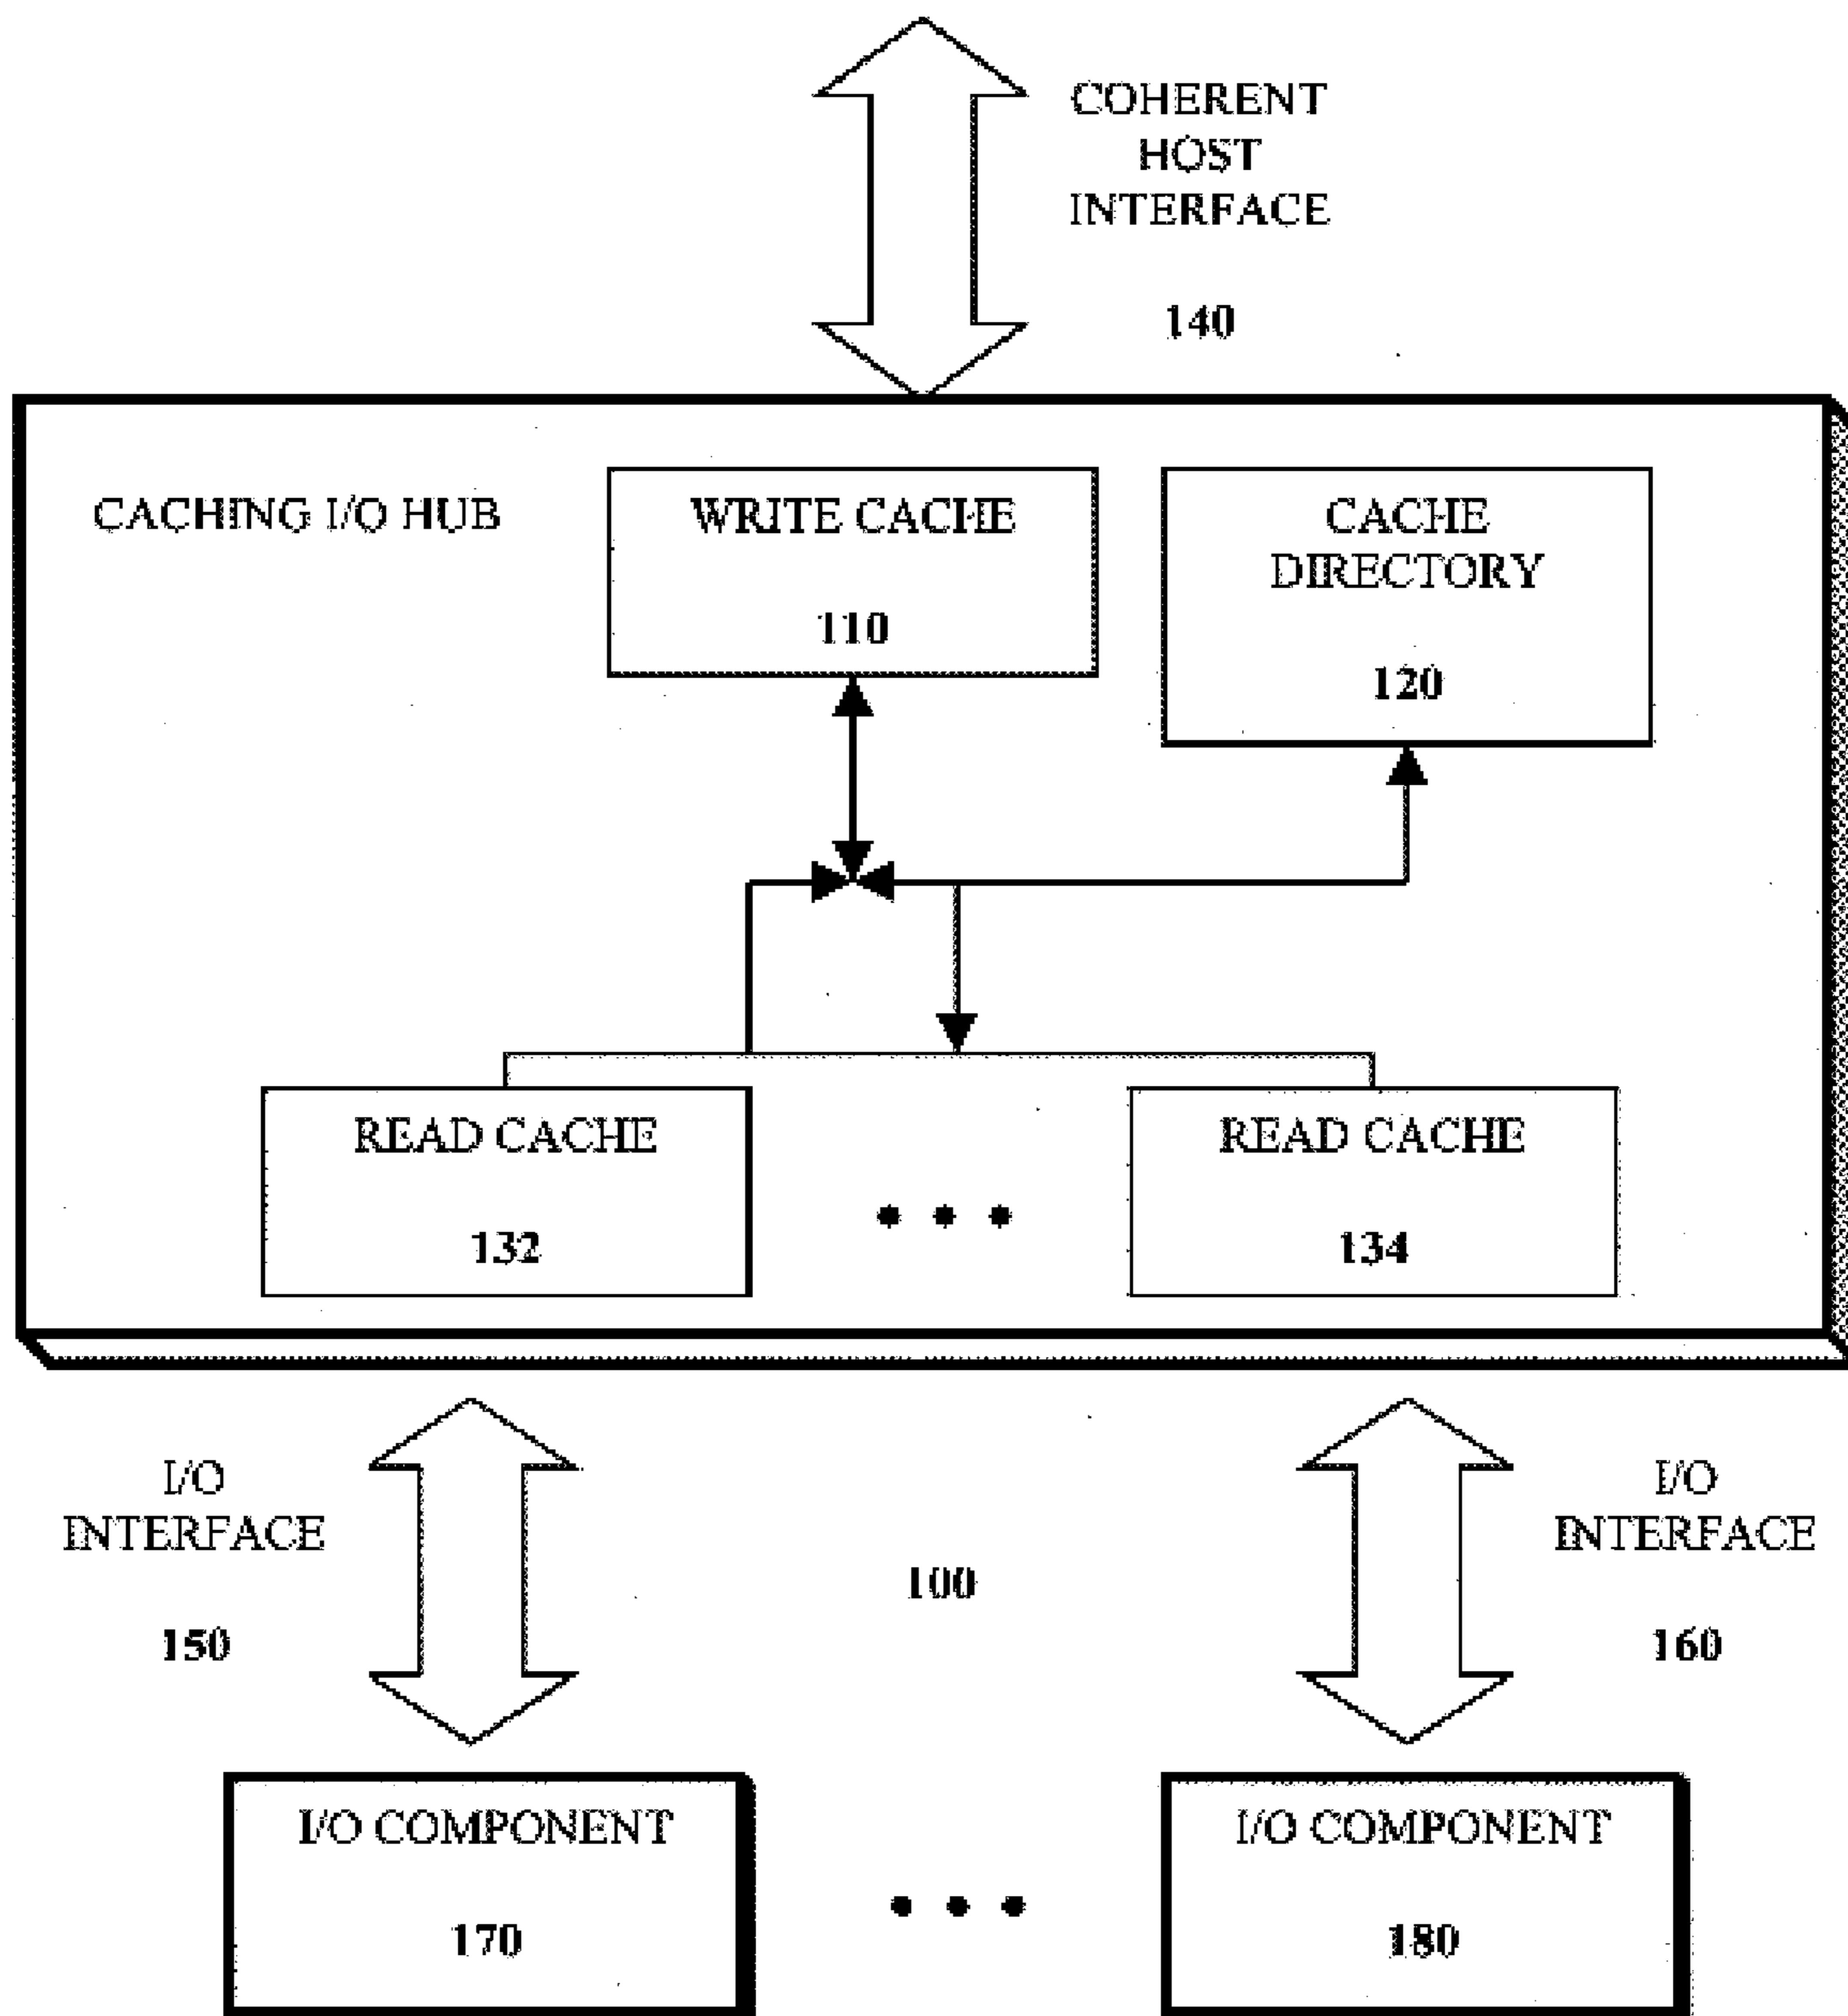 COHERENT
HOST
INTERFACE
140
CACHING I/O HUB
WRITE CACHE
110
CACHE
DIRECTORY
120
READ CACHE
132
READ CACHE
134
I/O
INTERFACE
150
100
I/O
INTERFACE
160
I/O COMPONENT
170
I/O COMPONENT
180